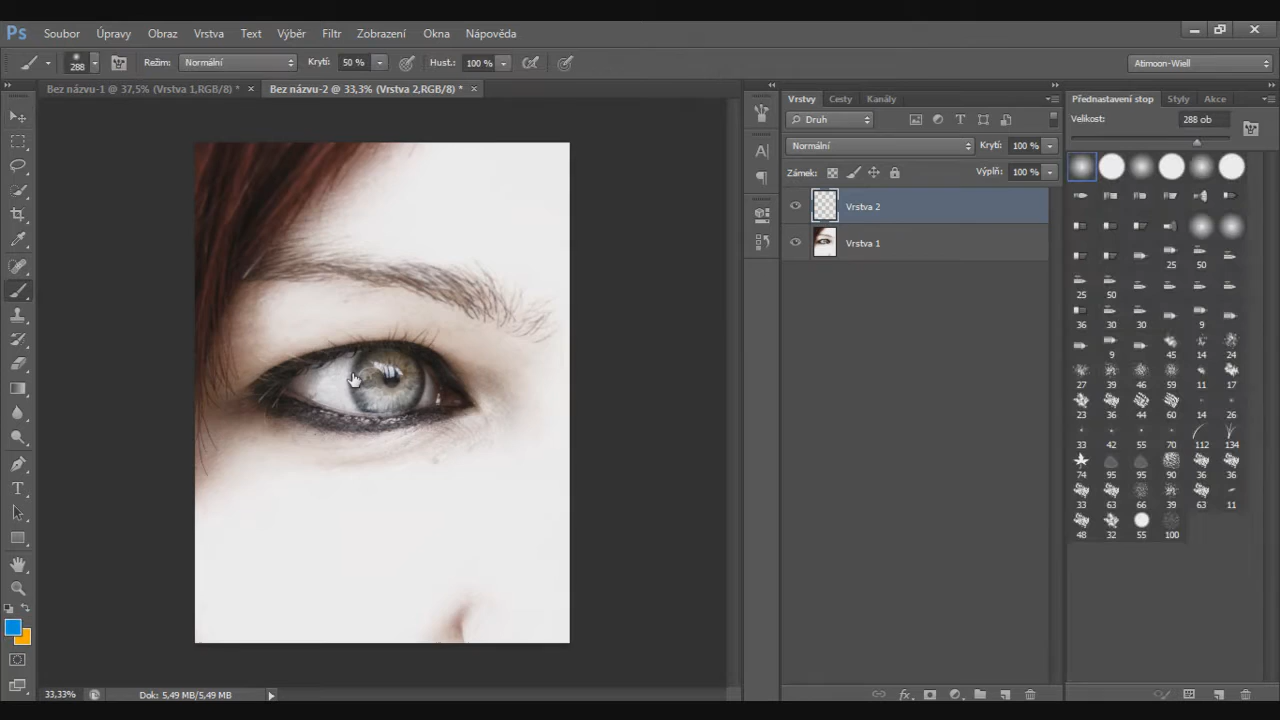 Ps Soubor Úpravy Obraz Vrstva Text Výběr Filtr Zobrazení Okna Nápověda
288 Režim: Normální Krytí: 50 % Hust.: 100 % Atimoon-Wiell
Bez názvu-1 @ 37,5% (Vrstva 1,RGB/8) * Bez názvu-2 @ 33,3% (Vrstva 2,RGB/8) *
Vrstvy Cesty Kanály
Druh
Normální Krytí: 100 %
Zámek: Výplň: 100 %
Vrstva 2
Vrstva 1
Přednastavení stop Styly Akce
Velikost: 288 ob
25 50
25 50
36 30 30 9
9 45 14 24
27 39 46 59 11 17
23 36 44 60 14 26
33 42 55 70 112 134
74 95 95 90 36 36
33 63 66 39 63 11
48 32 55 100
33,33% Dok: 5,49 MB/5,49 MB